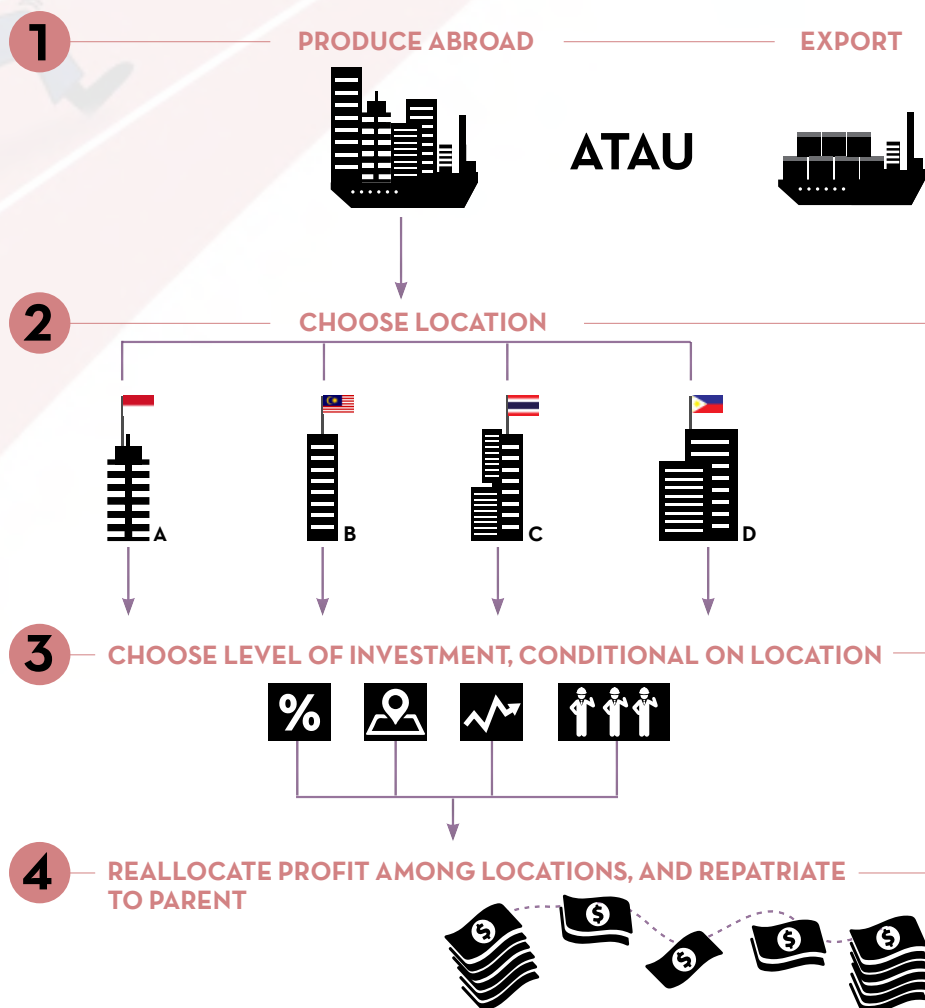 1 PRODUCE ABROAD EXPORT
ATAU
2 CHOOSE LOCATION
A B C D
3 CHOOSE LEVEL OF INVESTMENT, CONDITIONAL ON LOCATION
%
4 REALLOCATE PROFIT AMONG LOCATIONS, AND REPATRIATE
TO PARENT
$ $ $ $ $